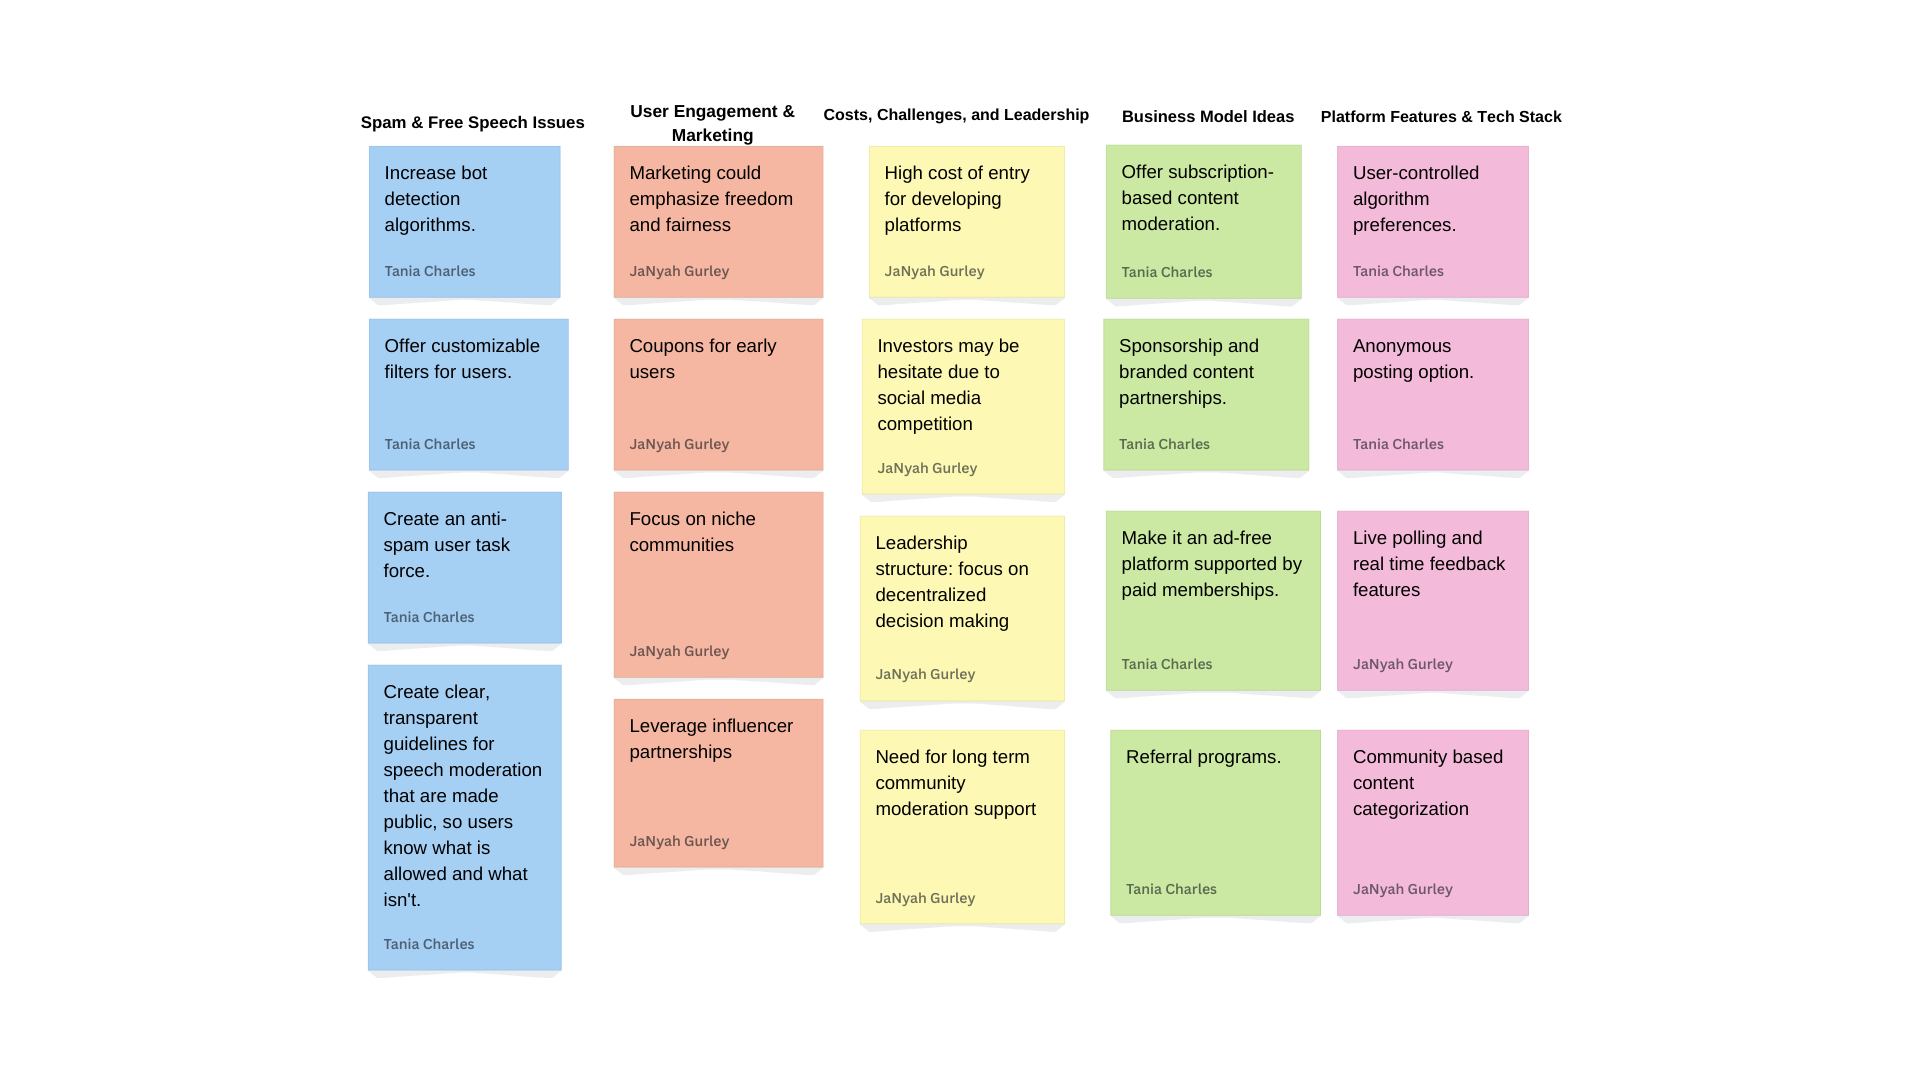 Spam & Free Speech Issues
Increase bot
detection
algorithms.
Tania Charles
Offer customizable
filters for users.
Tania Charles
Create an anti-
spam user task
force.
Tania Charles
Create clear,
transparent
guidelines for
speech moderation
that are made
public, so users
know what is
allowed and what
isn't.
Tania Charles
User Engagement &
Marketing
Marketing could
emphasize freedom
and fairness
JaNyah Gurley
Coupons for early
users
JaNyah Gurley
Focus on niche
communities
JaNyah Gurley
Leverage influencer
partnerships
JaNyah Gurley
Costs, Challenges, and Leadership
High cost of entry
for developing
platforms
JaNyah Gurley
Investors may be
hesitate due to
social media
competition
JaNyah Gurley
Leadership
structure: focus on
decentralized
decision making
JaNyah Gurley
Need for long term
community
moderation support
JaNyah Gurley
Business Model Ideas
Offer subscription-
based content
moderation.
Tania Charles
Sponsorship and
branded content
partnerships.
Tania Charles
Make it an ad-free
platform supported by
paid memberships.
Tania Charles
Referral programs.
Tania Charles
Platform Features & Tech Stack
User-controlled
algorithm
preferences.
Tania Charles
Anonymous
posting option.
Tania Charles
Live polling and
real time feedback
features
JaNyah Gurley
Community based
content
categorization
JaNyah Gurley